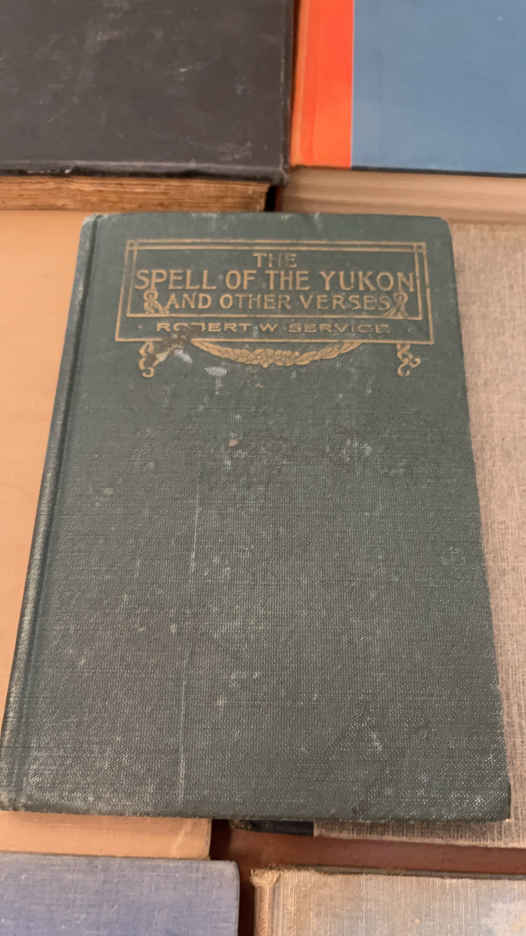 THE
SPELL OF THE YUKON
AND OTHER VERSES
ROBERT W. SERVICE